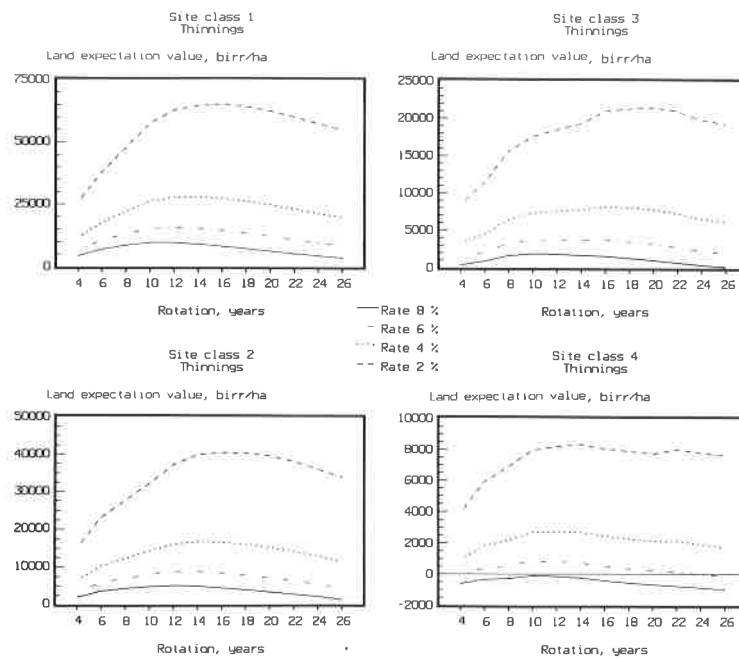 Site class 1
Thinnings
Land expectation value, birr/ha
75000
50000
25000
0
4 6 8 10 12 14 16 18 20 22 24 26
Rotation, years
Site class 3
Thinnings
Land expectation value, birr/ha
25000
20000
15000
10000
5000
0
4 6 8 10 12 14 16 18 20 22 24 26
Rotation, years
Rate 8 %
Rate 6 %
Rate 4 %
Rate 2 %
Site class 2
Thinnings
Land expectation value, birr/ha
50000
40000
30000
20000
10000
0
4 6 8 10 12 14 16 18 20 22 24 26
Rotation, years
Site class 4
Thinnings
Land expectation value, birr/ha
10000
8000
6000
4000
2000
0
-2000
4 6 8 10 12 14 16 18 20 22 24 26
Rotation, years